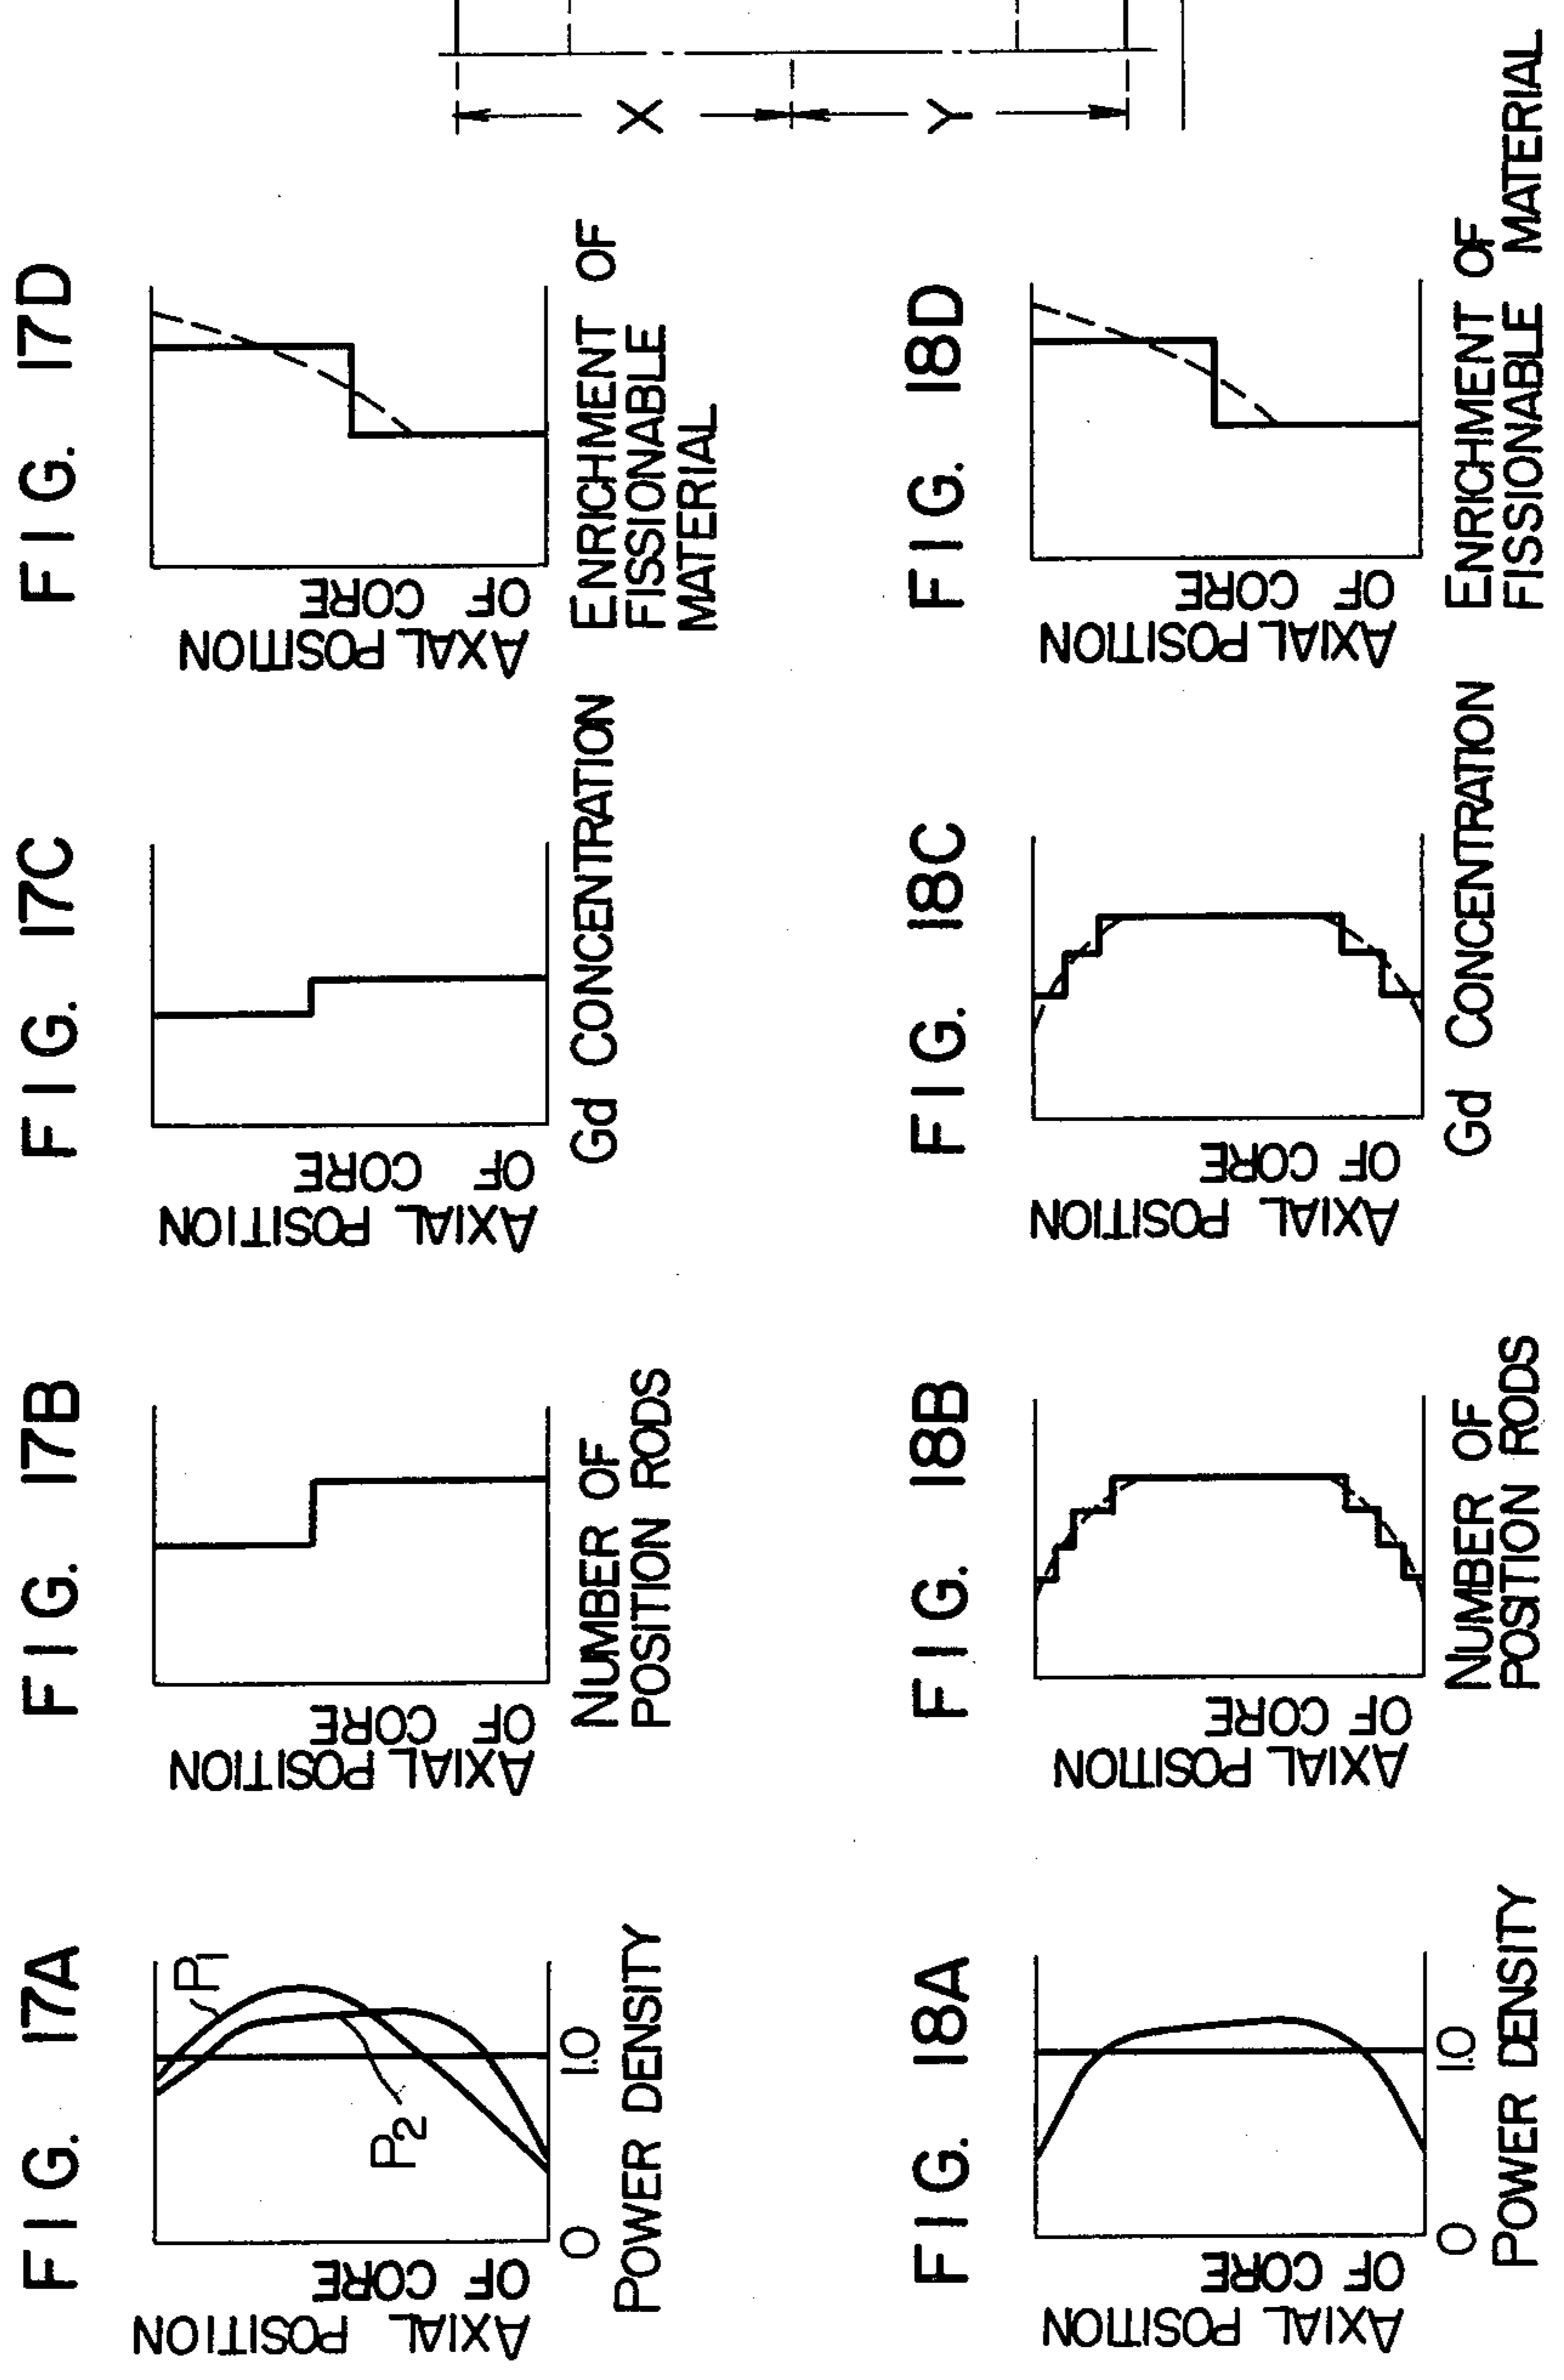 FIG. 17A
P1
P2
AXIAL POSITION
OF CORE
0
1.0
POWER DENSITY
FIG. 17B
AXIAL POSITION
OF CORE
NUMBER OF
POSITION RODS
FIG. 17C
AXIAL POSITION
OF CORE
Gd CONCENTRATION
FIG. 17D
AXIAL POSITION
OF CORE
ENRICHMENT OF
FISSIONABLE
MATERIAL
X
Y
FIG. 18A
AXIAL POSITION
OF CORE
0
1.0
POWER DENSITY
FIG. 18B
AXIAL POSITION
OF CORE
NUMBER OF
POSITION RODS
FIG. 18C
AXIAL POSITION
OF CORE
Gd CONCENTRATION
FIG. 18D
AXIAL POSITION
OF CORE
ENRICHMENT OF
FISSIONABLE MATERIAL